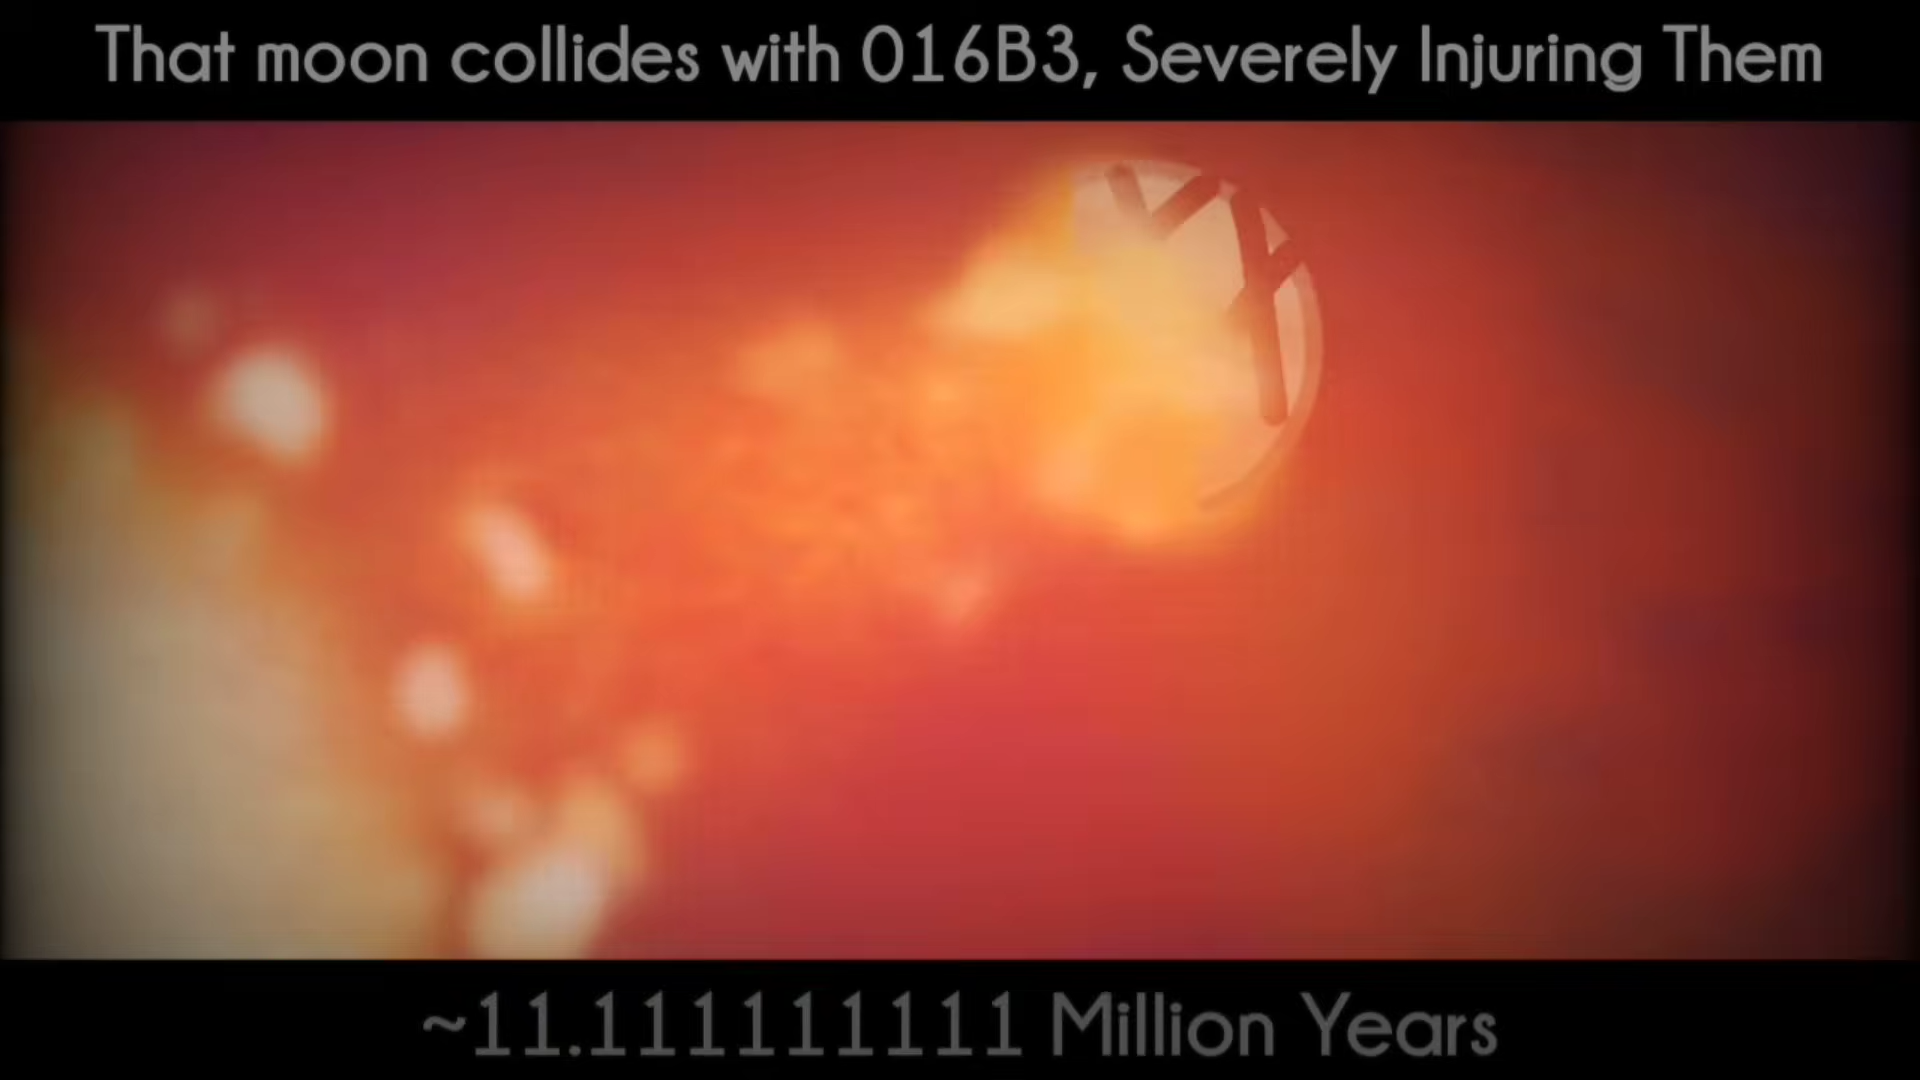 That moon collides with 016B3, Severely Injuring Them
~11.111111111 Million Years